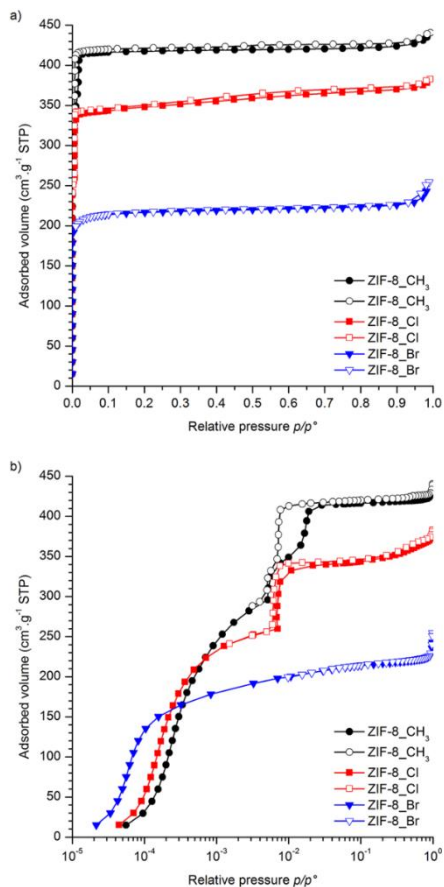 a)
450
400
350
300
250
200
150
100
50
0
Adsorbed volume (cm³.g⁻¹ STP)
ZIF-8_CH₃
ZIF-8_CH₃
ZIF-8_Cl
ZIF-8_Cl
ZIF-8_Br
ZIF-8_Br
0.0 0.1 0.2 0.3 0.4 0.5 0.6 0.7 0.8 0.9 1.0
Relative pressure p/p°
b)
450
400
350
300
250
200
150
100
50
0
Adsorbed volume (cm³.g⁻¹ STP)
ZIF-8_CH₃
ZIF-8_CH₃
ZIF-8_Cl
ZIF-8_Cl
ZIF-8_Br
ZIF-8_Br
10⁻⁵ 10⁻⁴ 10⁻³ 10⁻² 10⁻¹ 10⁰
Relative pressure p/p°